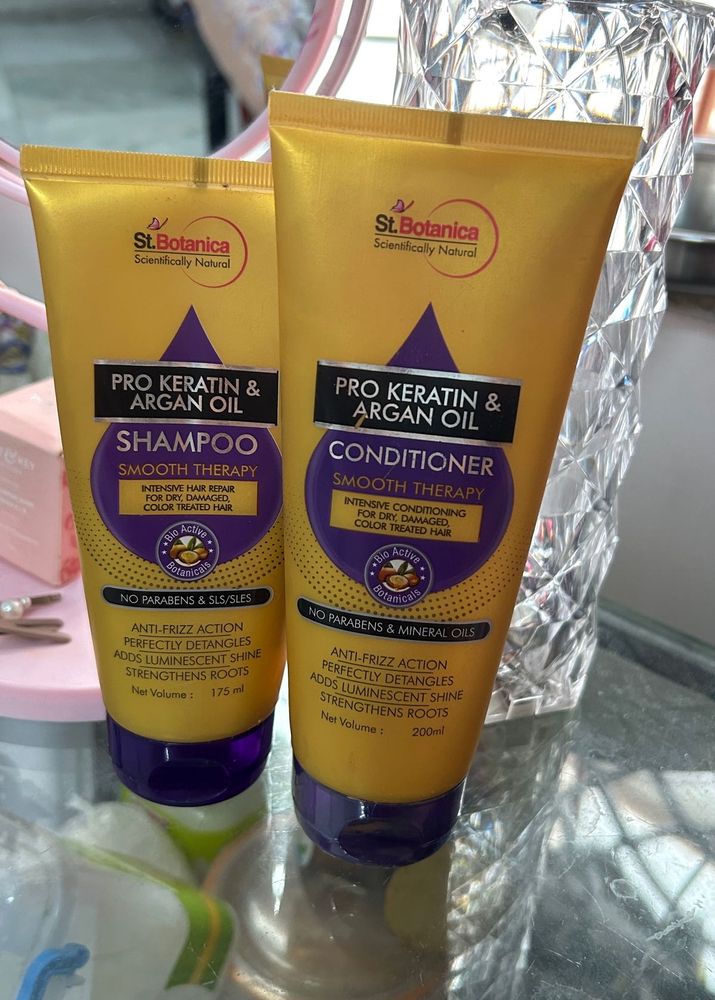 St.Botanica
Scientifically Natural
PRO KERATIN &
ARGAN OIL
SHAMPOO
SMOOTH THERAPY
INTENSIVE HAIR REPAIR
FOR DRY, DAMAGED,
COLOR TREATED HAIR
Bio Active
Botanicals
NO PARABENS & SLS/SLES
ANTI-FRIZZ ACTION
PERFECTLY DETANGLES
ADDS LUMINESCENT SHINE
STRENGTHENS ROOTS
Net Volume : 175 ml
St.Botanica
Scientifically Natural
PRO KERATIN &
ARGAN OIL
CONDITIONER
SMOOTH THERAPY
INTENSIVE CONDITIONING
FOR DRY, DAMAGED,
COLOR TREATED HAIR
Bio Active
Botanicals
NO PARABENS & MINERAL OILS
ANTI-FRIZZ ACTION
PERFECTLY DETANGLES
ADDS LUMINESCENT SHINE
STRENGTHENS ROOTS
Net Volume : 200ml